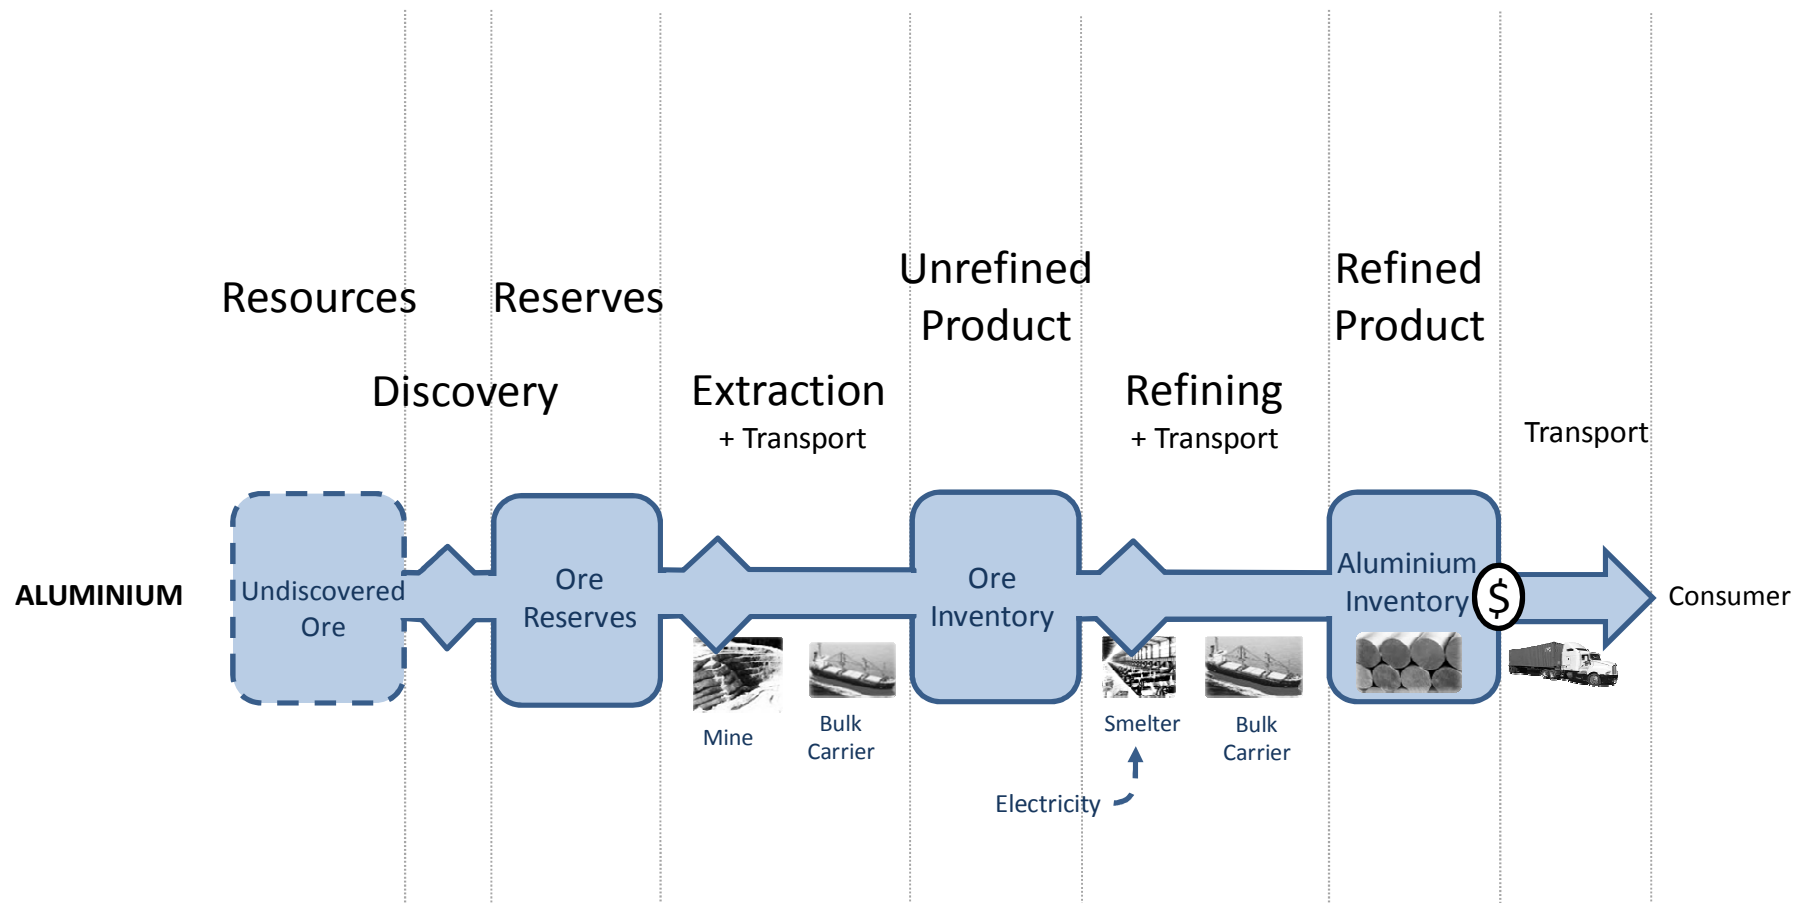 Unrefined
Product
Refined
Product
Resources
Reserves
Discovery
Extraction
+ Transport
Refining
+ Transport
Transport
ALUMINIUM
Undiscovered
Ore
Ore
Reserves
Ore
Inventory
Aluminium
Inventory
$
Consumer
Mine
Bulk
Carrier
Smelter
Bulk
Carrier
Electricity